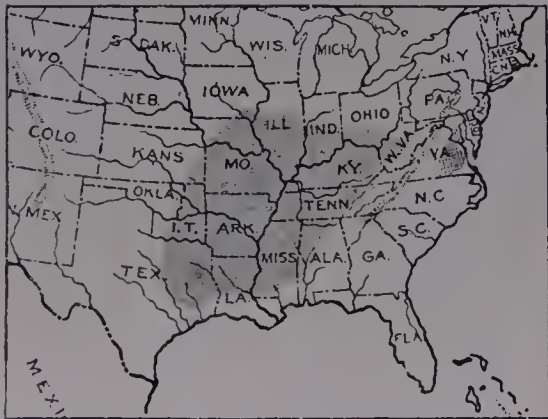 MINN.
VT.
N.H.
WYO.
S. DAK.
WIS.
MICH.
N.Y
MASS
NEB.
IOWA
PA.
COLO.
ILL
IND.
OHIO
W.VA.
VA.
KANS
MO.
KY.
OKLA.
TENN
N.C
MEX
I.T.
ARK.
S.C.
TEX.
LA.
MISS
ALA.
GA.
FLA.